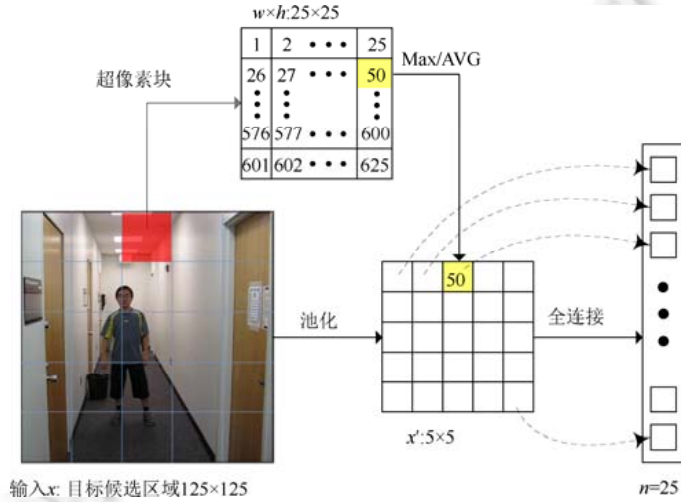 w×h:25×25
1 2 • • • 25
26 27 • • • 50
576 577 • • • 600
601 602 • • • 625
超像素块
Max/AVG
50
池化
全连接
x':5×5
输入x: 目标候选区域125×125
n=25